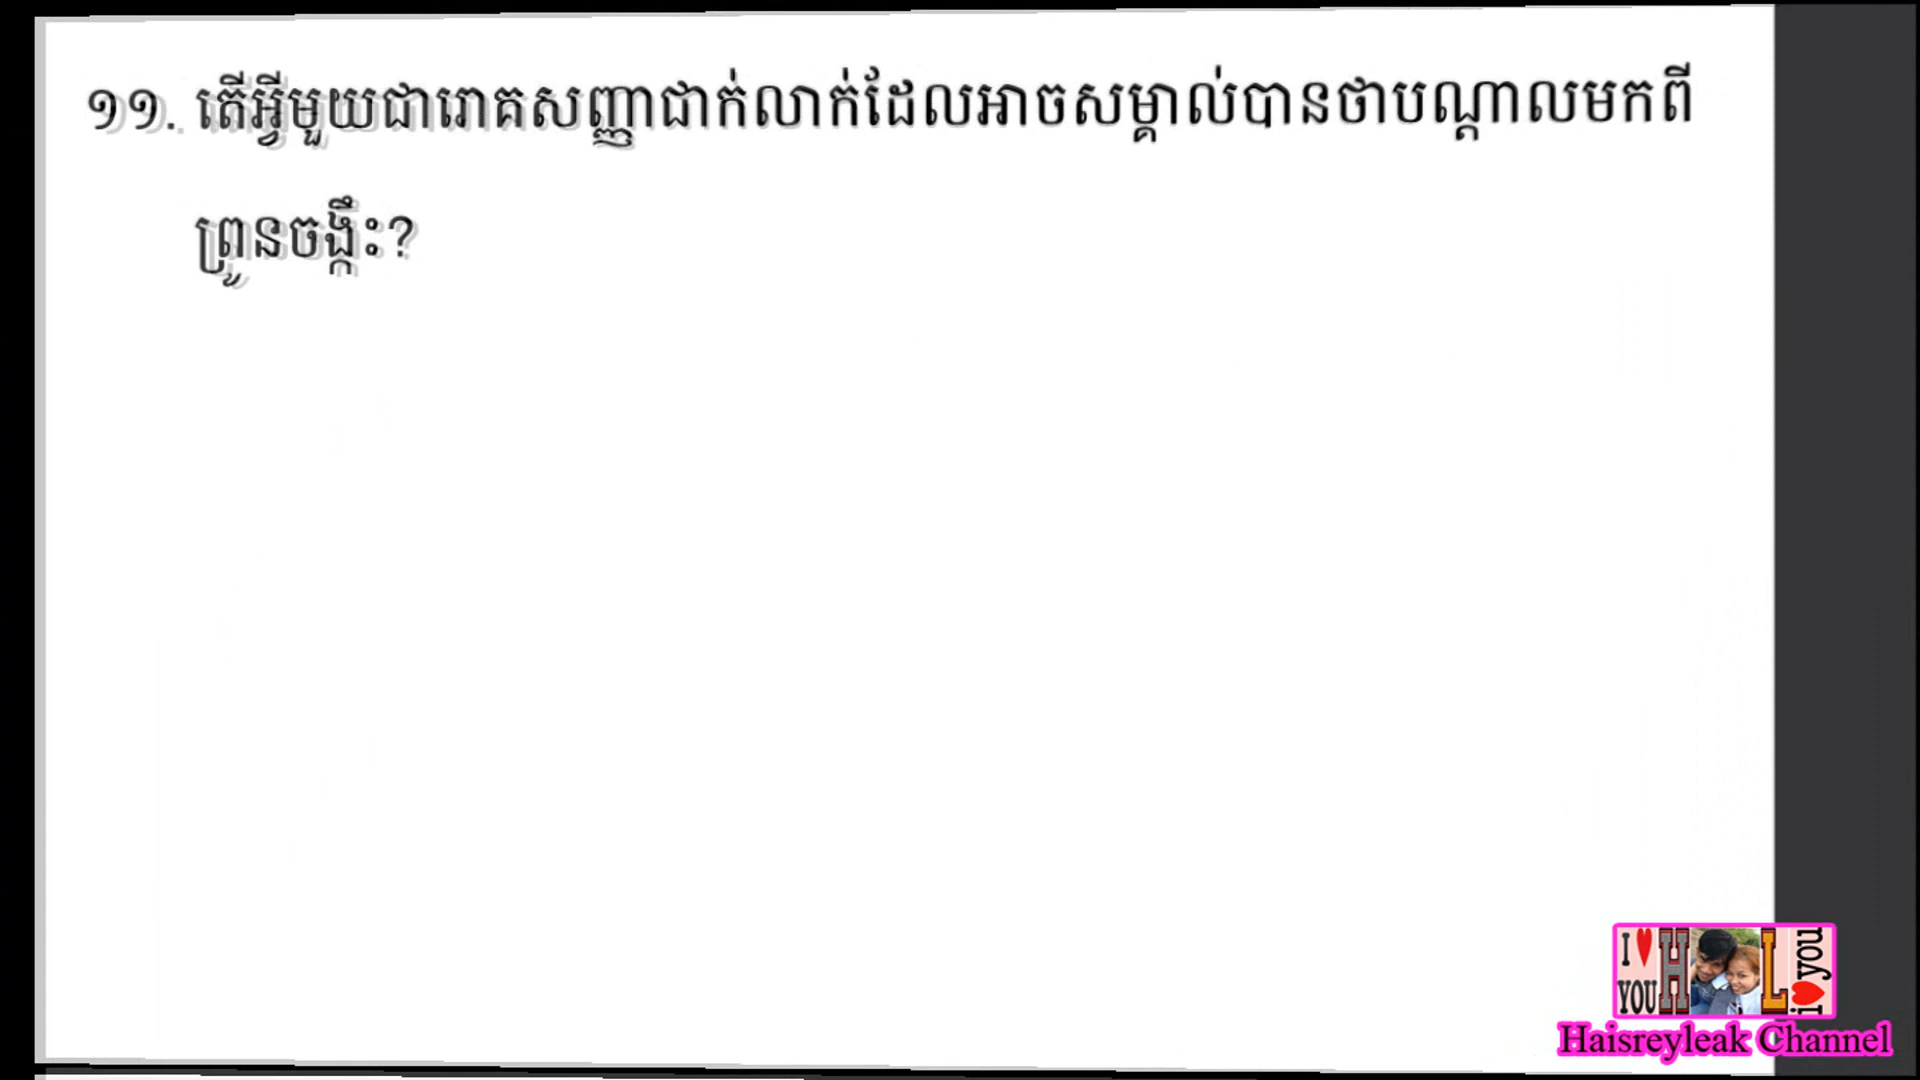 ១១. តើអ្វីមួយជារោគសញ្ញាជាក់លាក់ដែលអាចសម្គាល់បានថាបណ្តាលមកពី
ព្រូនចង្កឹះ?
I ♥ YOU
H
L
i ♥ you
Haisreyleak Channel